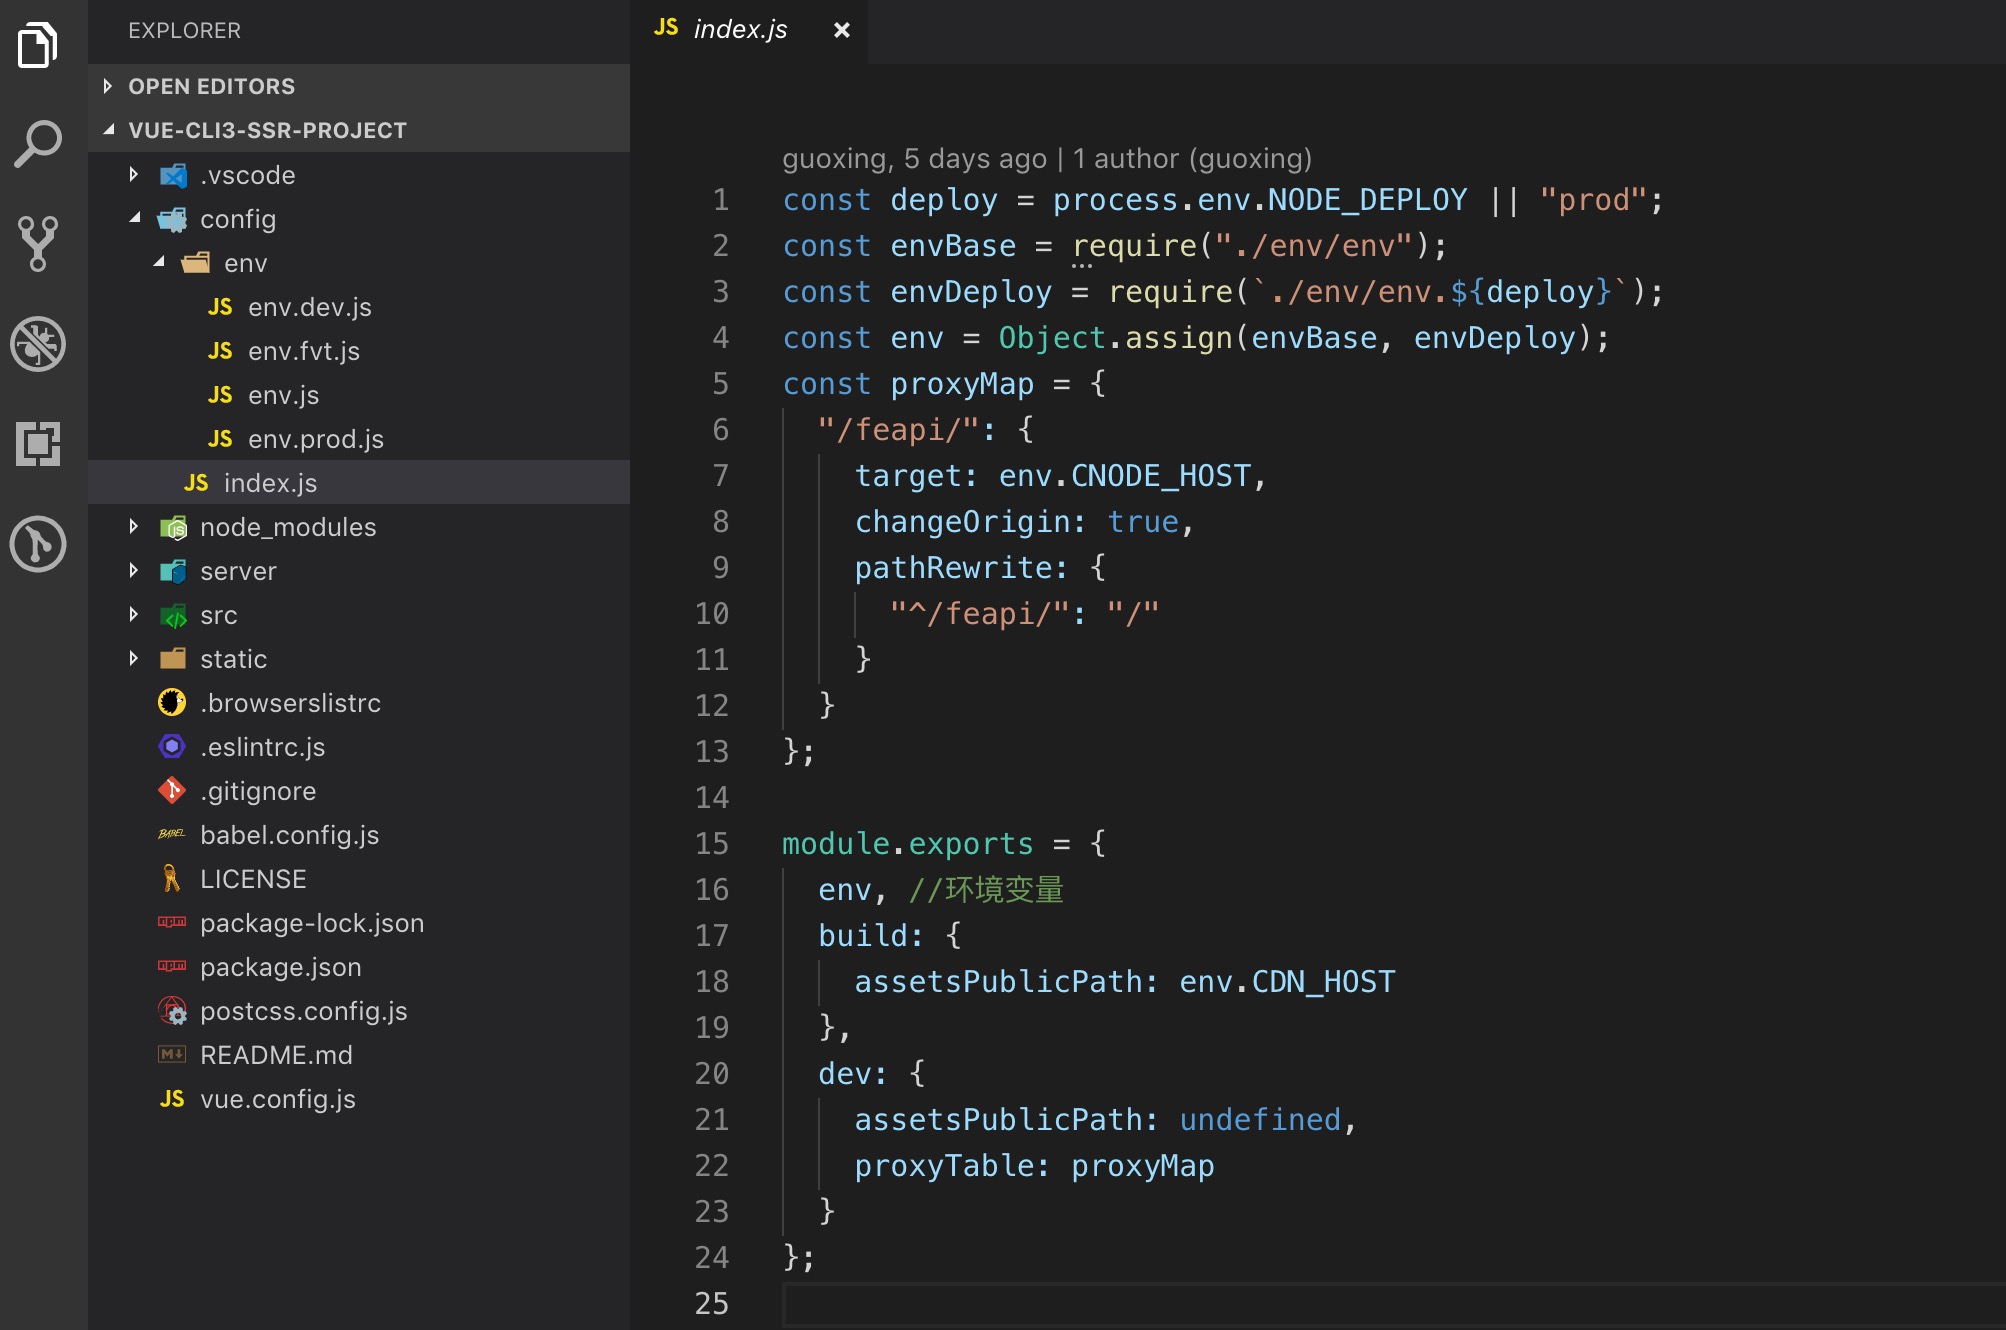 EXPLORER
OPEN EDITORS
VUE-CLI3-SSR-PROJECT
.vscode
config
env
JS env.dev.js
JS env.fvt.js
JS env.js
JS env.prod.js
JS index.js
node_modules
server
src
static
.browserslistrc
.eslintrc.js
.gitignore
BABEL babel.config.js
LICENSE
package-lock.json
package.json
postcss.config.js
README.md
JS vue.config.js
JS index.js ×
guoxing, 5 days ago | 1 author (guoxing)
1 const deploy = process.env.NODE_DEPLOY || "prod";
2 const envBase = require("./env/env");
3 const envDeploy = require(`./env/env.${deploy}`);
4 const env = Object.assign(envBase, envDeploy);
5 const proxyMap = {
6   "/feapi/": {
7     target: env.CNODE_HOST,
8     changeOrigin: true,
9     pathRewrite: {
10       "^/feapi/": "/"
11     }
12   }
13 };
14
15 module.exports = {
16   env, //环境变量
17   build: {
18     assetsPublicPath: env.CDN_HOST
19   },
20   dev: {
21     assetsPublicPath: undefined,
22     proxyTable: proxyMap
23   }
24 };
25